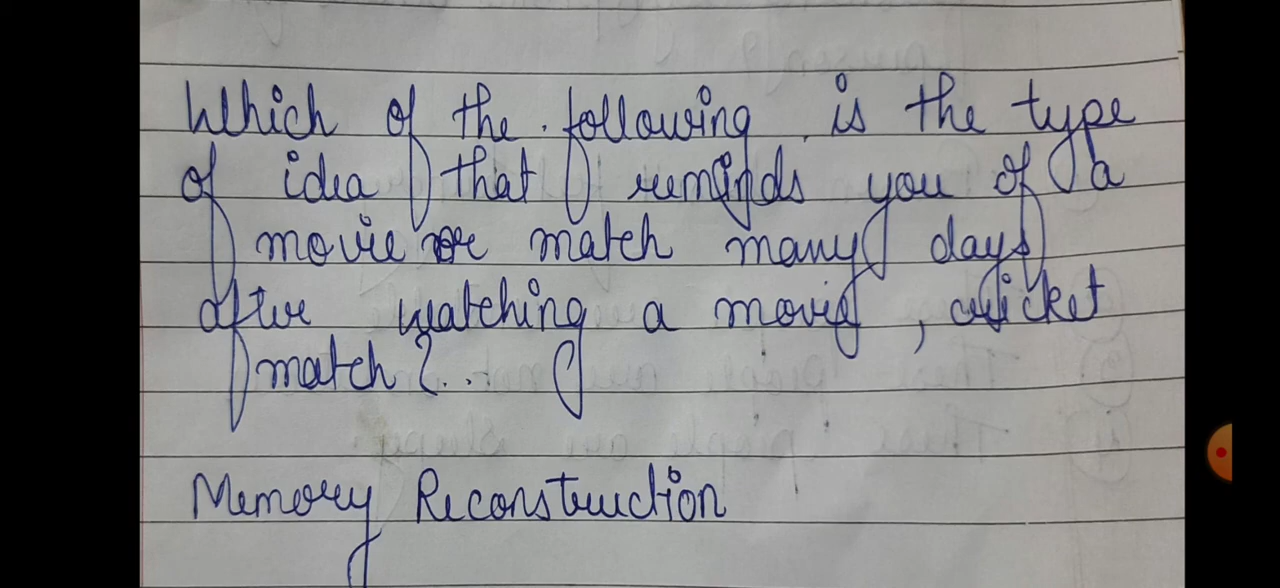 Which of the following is the type
of idea that reminds you of a
movie or match many days
after watching a movie, cricket
match?...
Memory Reconstruction